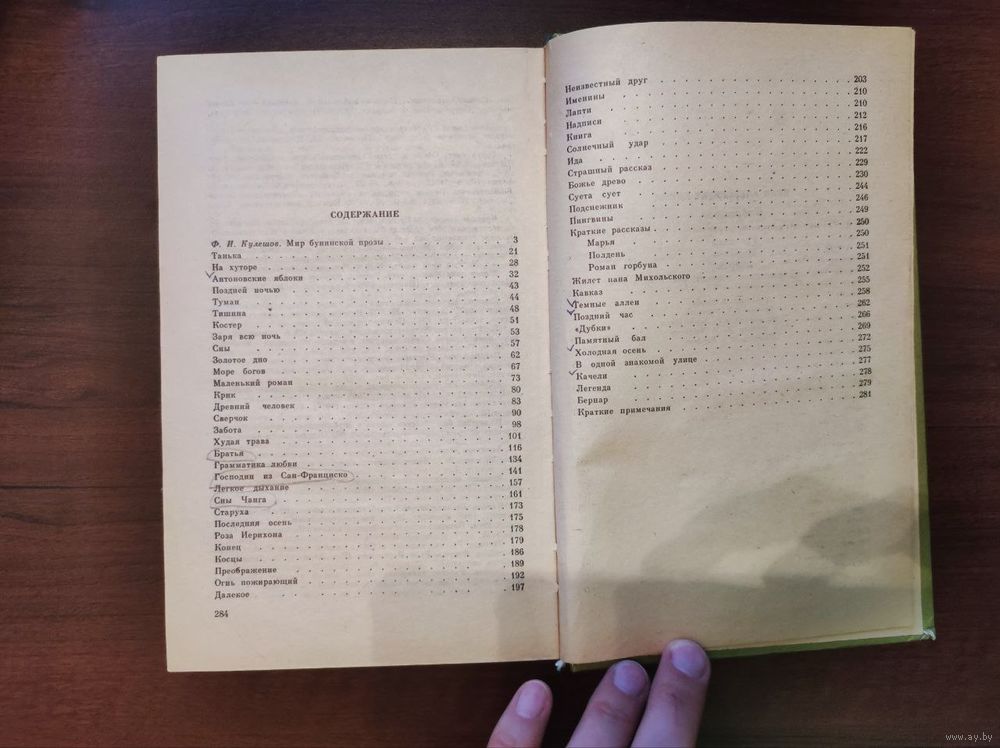 СОДЕРЖАНИЕ
Ф. И. Кулешов. Мир бунинской прозы . . . 3
Танька . . . 21
На хуторе . . . 28
Антоновские яблоки . . . 32
Поздней ночью . . . 43
Туман . . . 44
Тишина . . . 48
Костер . . . 51
Заря всю ночь . . . 53
Сны . . . 57
Золотое дно . . . 62
Море богов . . . 67
Маленький роман . . . 73
Крик . . . 80
Древний человек . . . 83
Сверчок . . . 90
Забота . . . 98
Худая трава . . . 101
Братья . . . 116
Грамматика любви . . . 134
Господин из Сан-Франциско . . . 141
Легкое дыхание . . . 157
Сны Чанга . . . 161
Старуха . . . 173
Последняя осень . . . 175
Роза Иерихона . . . 178
Конец . . . 179
Косцы . . . 186
Преображение . . . 189
Огнь пожирающий . . . 192
Далекое . . . 197
284
Неизвестный друг . . . 203
Именины . . . 210
Лапти . . . 210
Надписи . . . 212
Книга . . . 216
Солнечный удар . . . 217
Ида . . . 222
Страшный рассказ . . . 229
Божье древо . . . 230
Суета сует . . . 244
Подснежник . . . 246
Пингвины . . . 249
Краткие рассказы . . . 250
Марья . . . 250
Полдень . . . 251
Роман горбуна . . . 251
Жилет пана Михольского . . . 252
Кавказ . . . 255
Темные аллеи . . . 258
Поздний час . . . 262
«Дубки» . . . 266
Памятный бал . . . 269
Холодная осень . . . 272
В одной знакомой улице . . . 275
Качели . . . 277
Легенда . . . 278
Бернар . . . 279
Краткие примечания . . . 281
www.ay.by